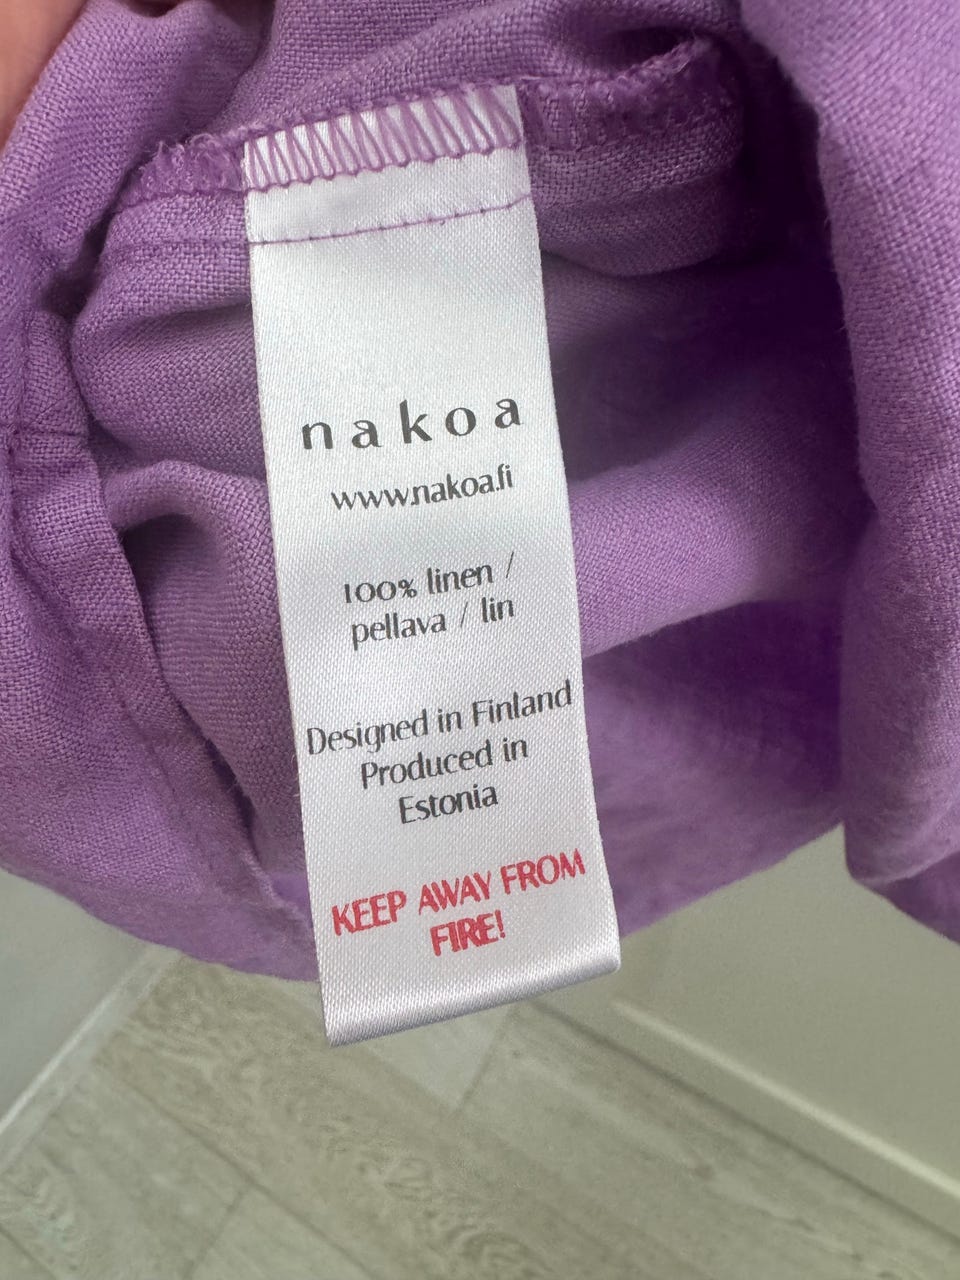 nakoa
www.nakoa.fi
100% linen /
pellava / lin
Designed in Finland
Produced in
Estonia
KEEP AWAY FROM
FIRE!